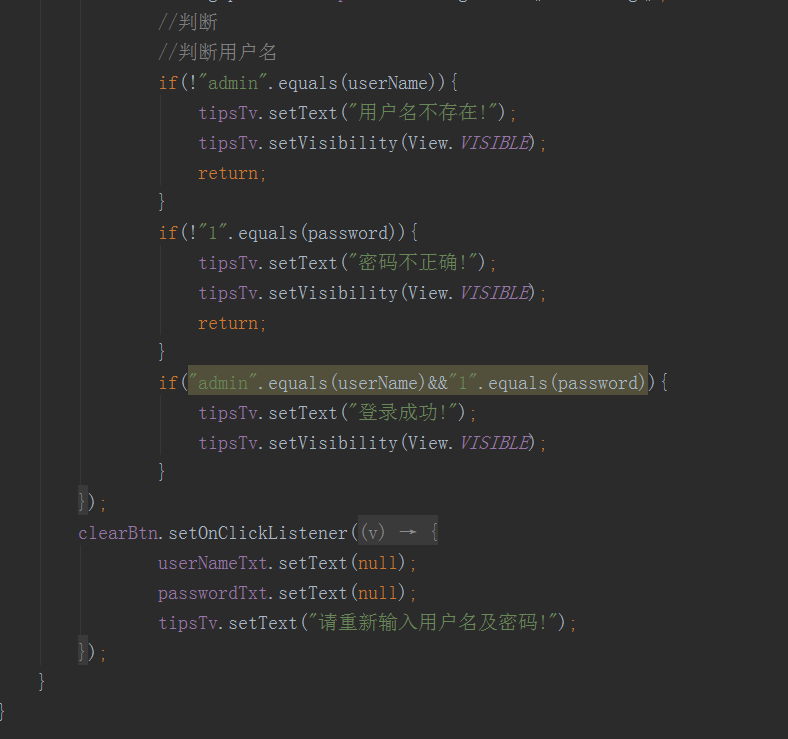 //判断
//判断用户名
if(!"admin".equals(userName)){
tipsTv.setText("用户名不存在!");
tipsTv.setVisibility(View.VISIBLE);
return;
}
if(!"1".equals(password)){
tipsTv.setText("密码不正确!");
tipsTv.setVisibility(View.VISIBLE);
return;
}
if("admin".equals(userName)&&"1".equals(password)){
tipsTv.setText("登录成功!");
tipsTv.setVisibility(View.VISIBLE);
}
});
clearBtn.setOnClickListener((v) → {
userNameTxt.setText(null);
passwordTxt.setText(null);
tipsTv.setText("请重新输入用户名及密码!");
});
}
}